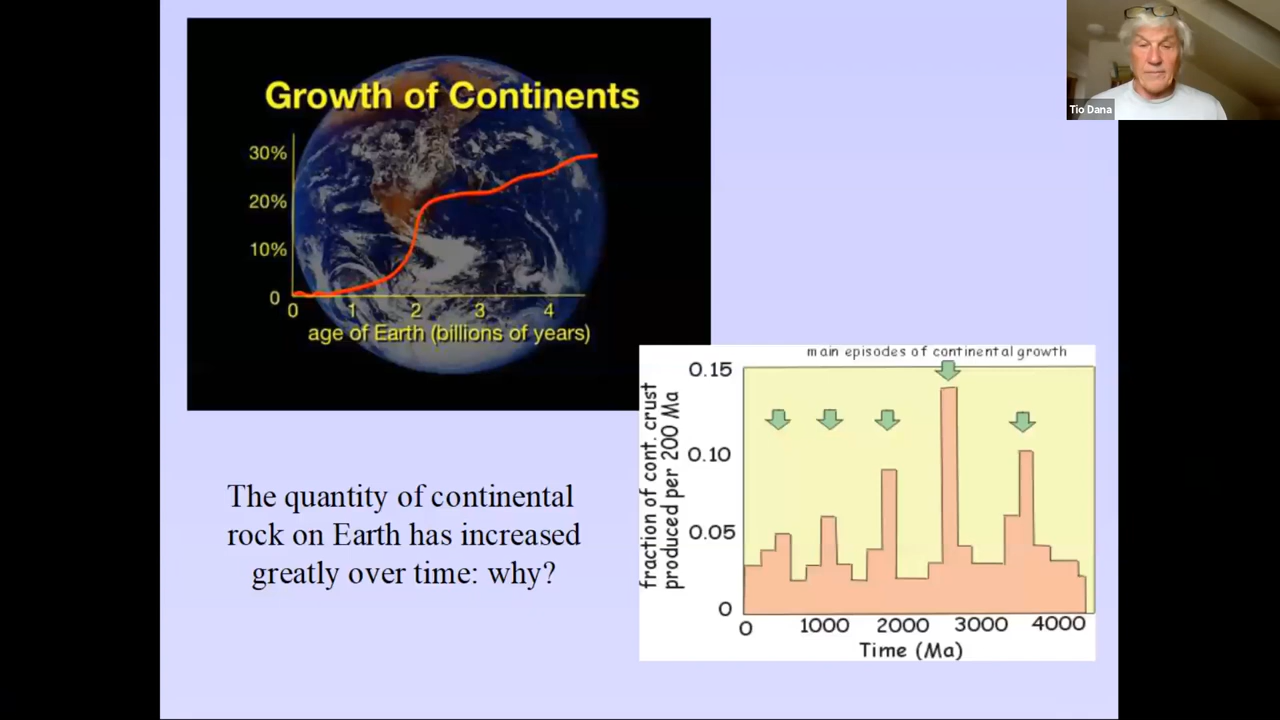 Growth of Continents
30%
20%
10%
0
0 1 2 3 4
age of Earth (billions of years)
Tio Dana
main episodes of continental growth
fraction of cont. crust
produced per 200 Ma
0.15
0.10
0.05
0
0 1000 2000 3000 4000
Time (Ma)
The quantity of continental
rock on Earth has increased
greatly over time: why?